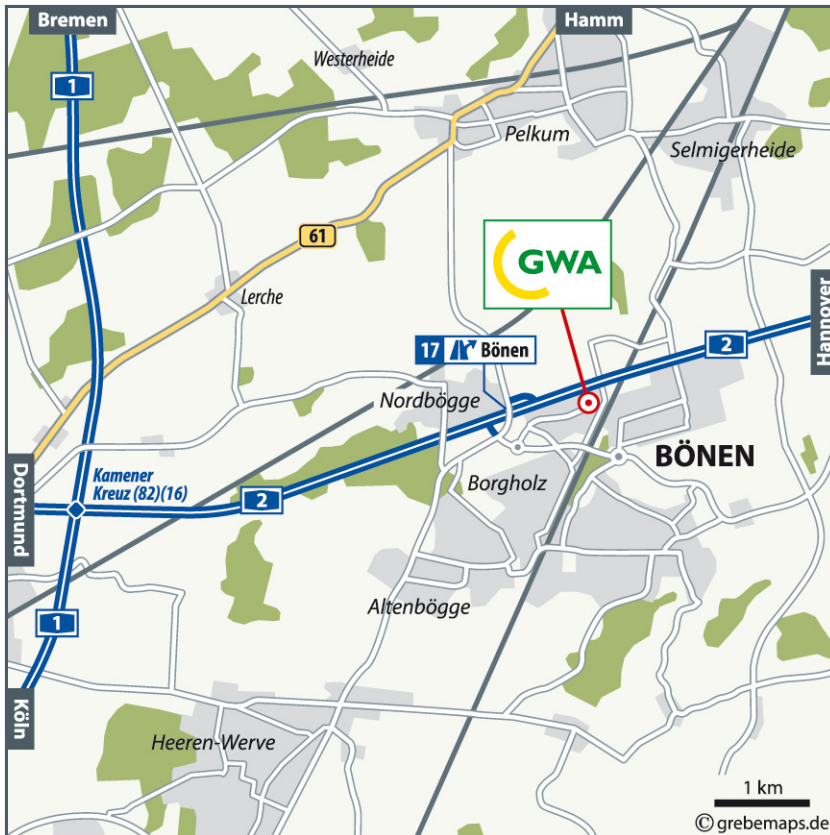 Bremen
Hamm
1
Westerheide
Pelkum
Selmigerheide
61
GWA
Lerche
Hannover
2
17 Bönen
Nordbögge
BÖNEN
Borgholz
Dortmund
Kamener
Kreuz (82)(16)
2
Altenbögge
1
Köln
Heeren-Werve
1 km
© grebemaps.de